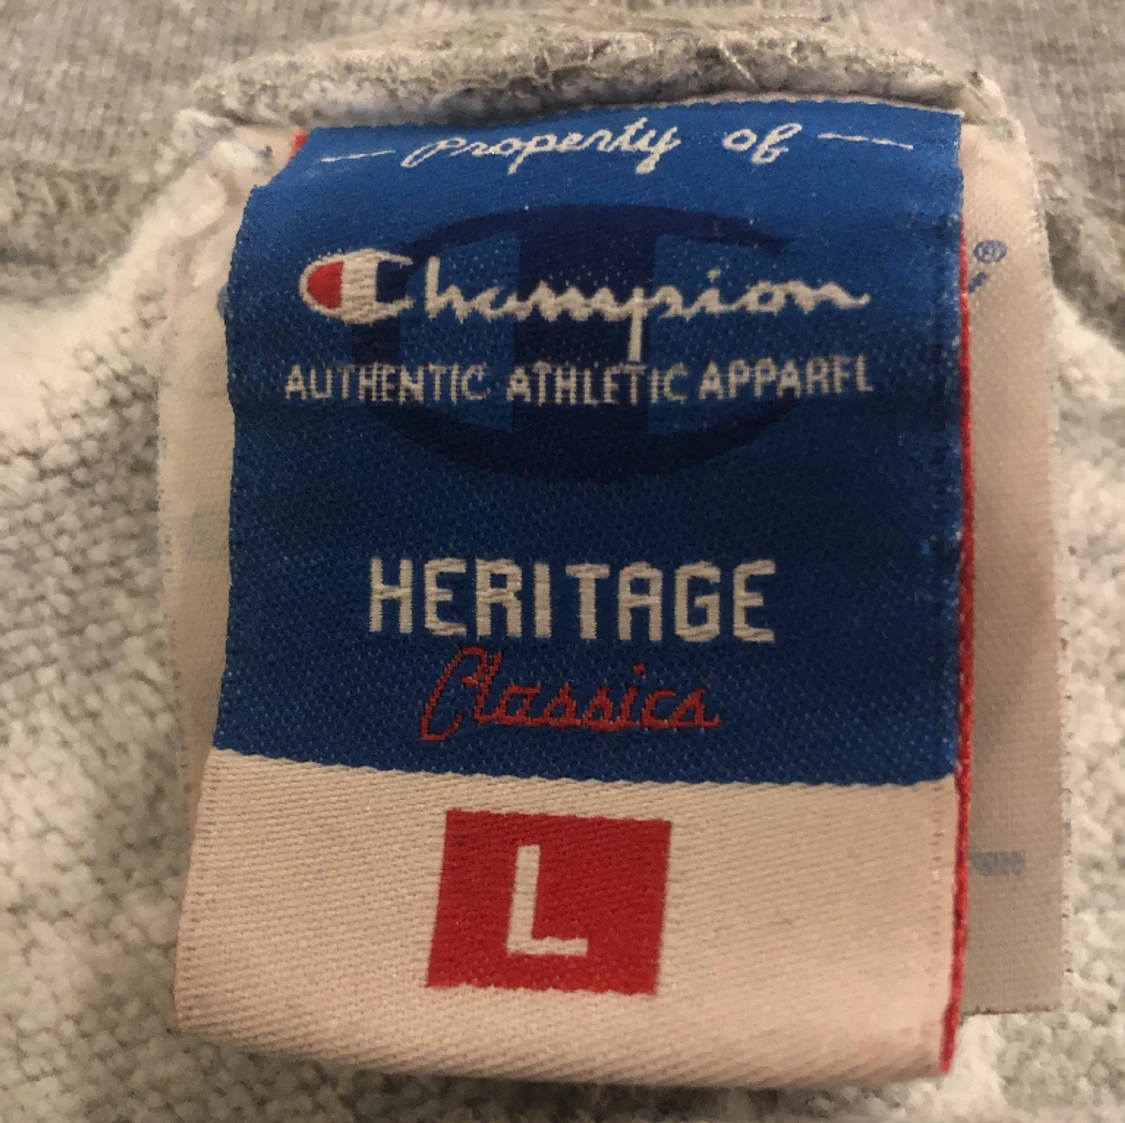 property of
Champion
AUTHENTIC ATHLETIC APPAREL
HERITAGE
Classics
L
®